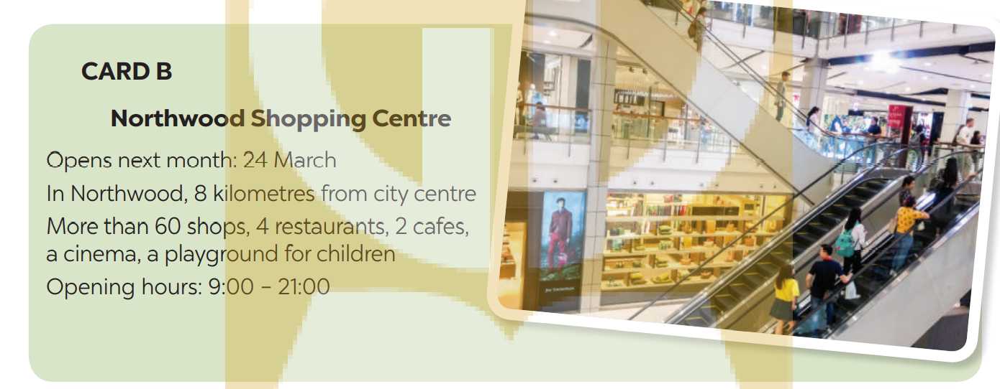 CARD B
Northwood Shopping Centre
Opens next month: 24 March
In Northwood, 8 kilometres from city centre
More than 60 shops, 4 restaurants, 2 cafes,
a cinema, a playground for children
Opening hours: 9:00 – 21:00